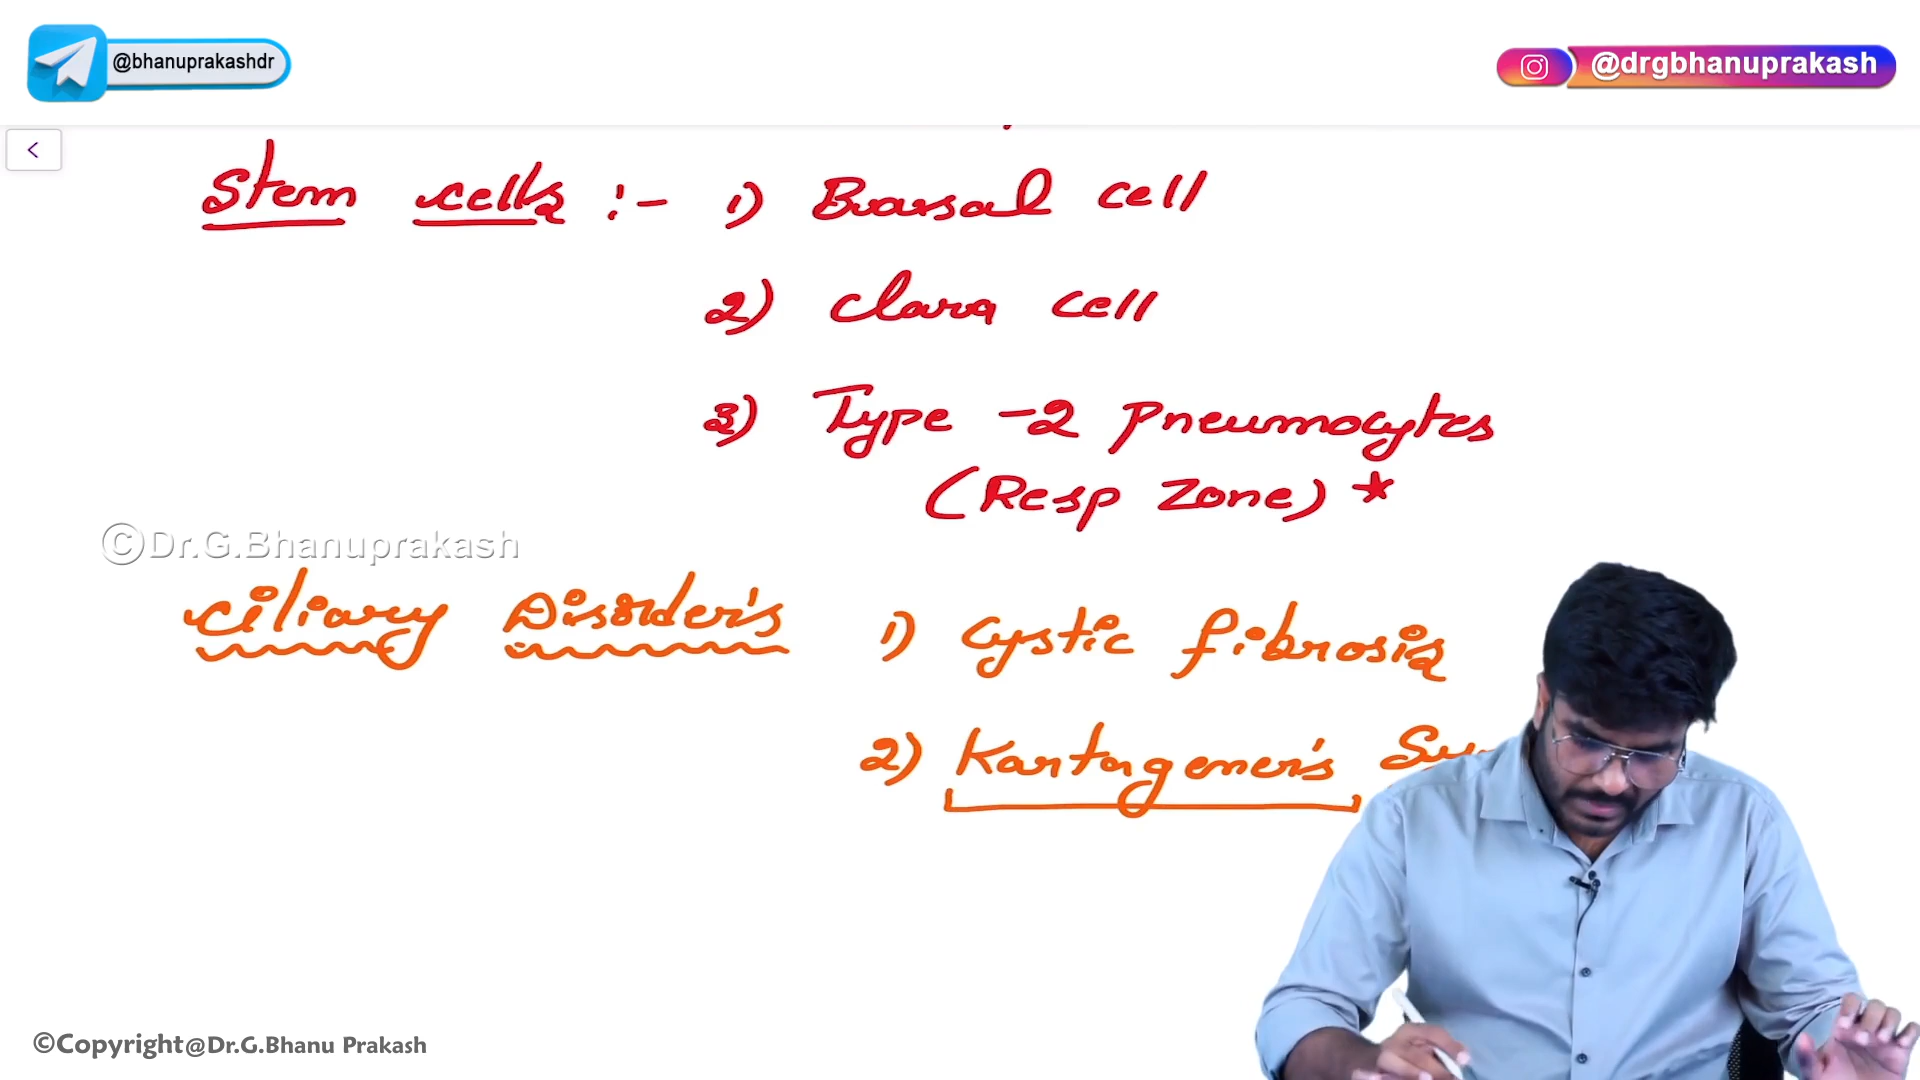 @bhanuprakashdr
@drgbhanuprakash
<
Stem cells :- 1) Basal cell
2) Clara cell
3) Type -2 Pneumocytes
(Resp Zone) *
©Dr.G.Bhanuprakash
Ciliary Disorder's 1) Cystic fibrosis
2) Kartagener's
©Copyright@Dr.G.Bhanu Prakash